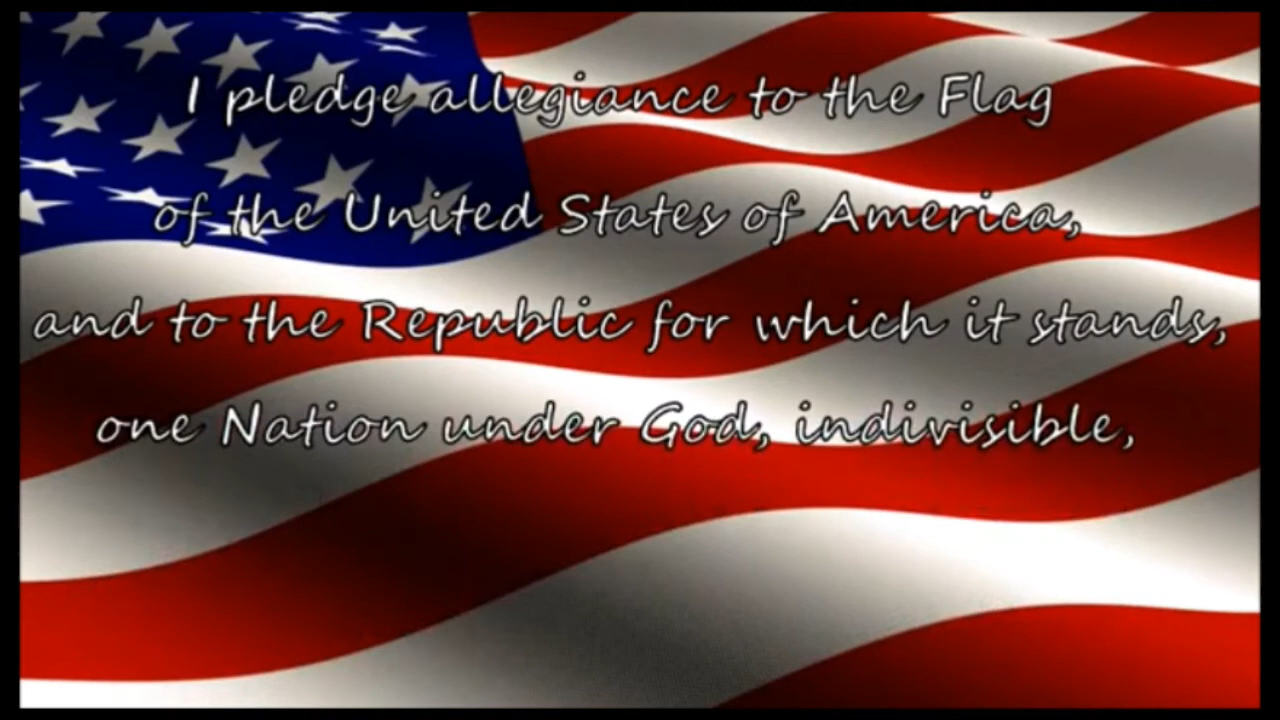 I pledge allegiance to the Flag
of the United States of America,
and to the Republic for which it stands,
one Nation under God, indivisible,